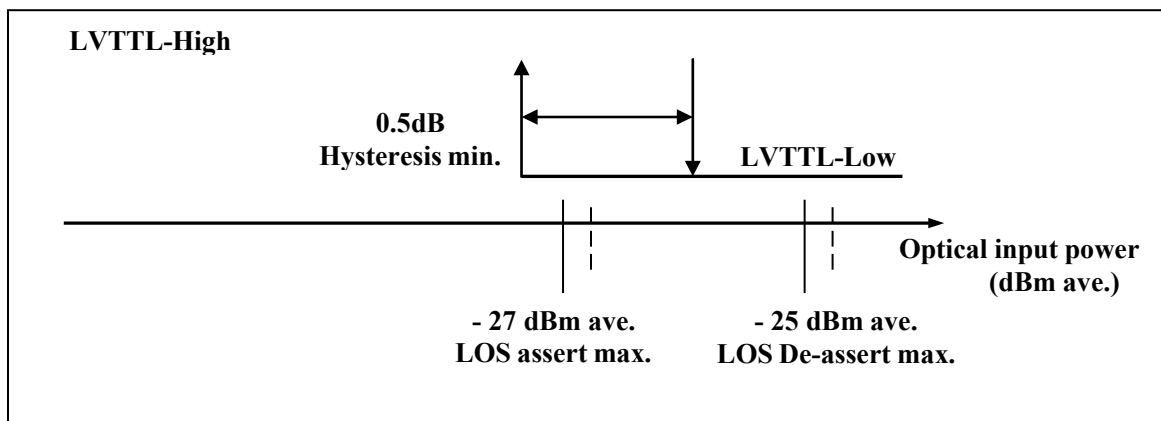 LVTTL-High
0.5dB
Hysteresis min.
LVTTL-Low
Optical input power
(dBm ave.)
- 27 dBm ave.
LOS assert max.
- 25 dBm ave.
LOS De-assert max.